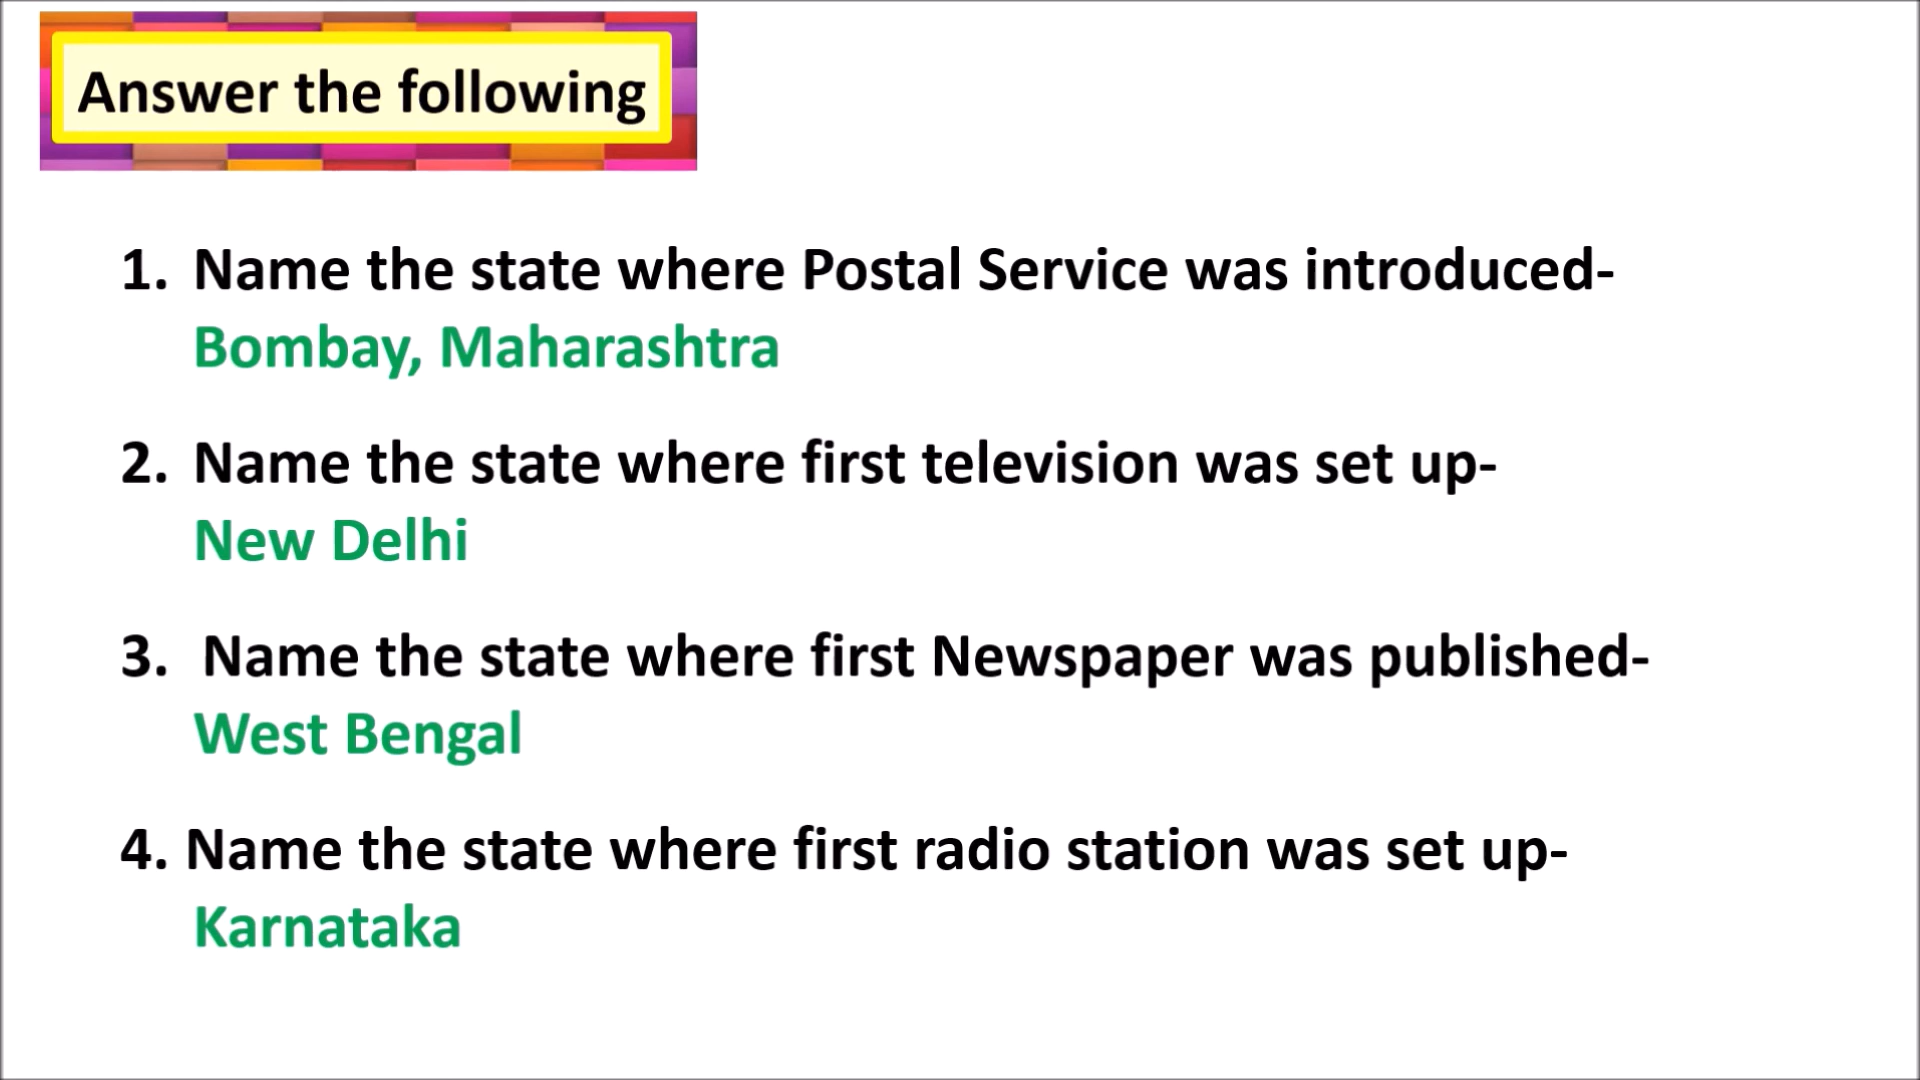 Answer the following
1. Name the state where Postal Service was introduced-
Bombay, Maharashtra
2. Name the state where first television was set up-
New Delhi
3. Name the state where first Newspaper was published-
West Bengal
4. Name the state where first radio station was set up-
Karnataka